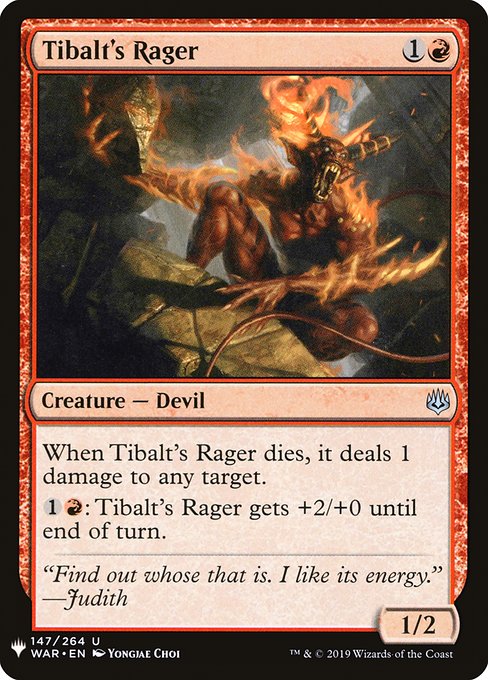 Tibalt's Rager 1
Creature — Devil
When Tibalt's Rager dies, it deals 1
damage to any target.
1 : Tibalt's Rager gets +2/+0 until
end of turn.
“Find out whose that is. I like its energy.”
—Judith
1/2
147/264 U
WAR • EN Yongjae Choi
™ & © 2019 Wizards of the Coast